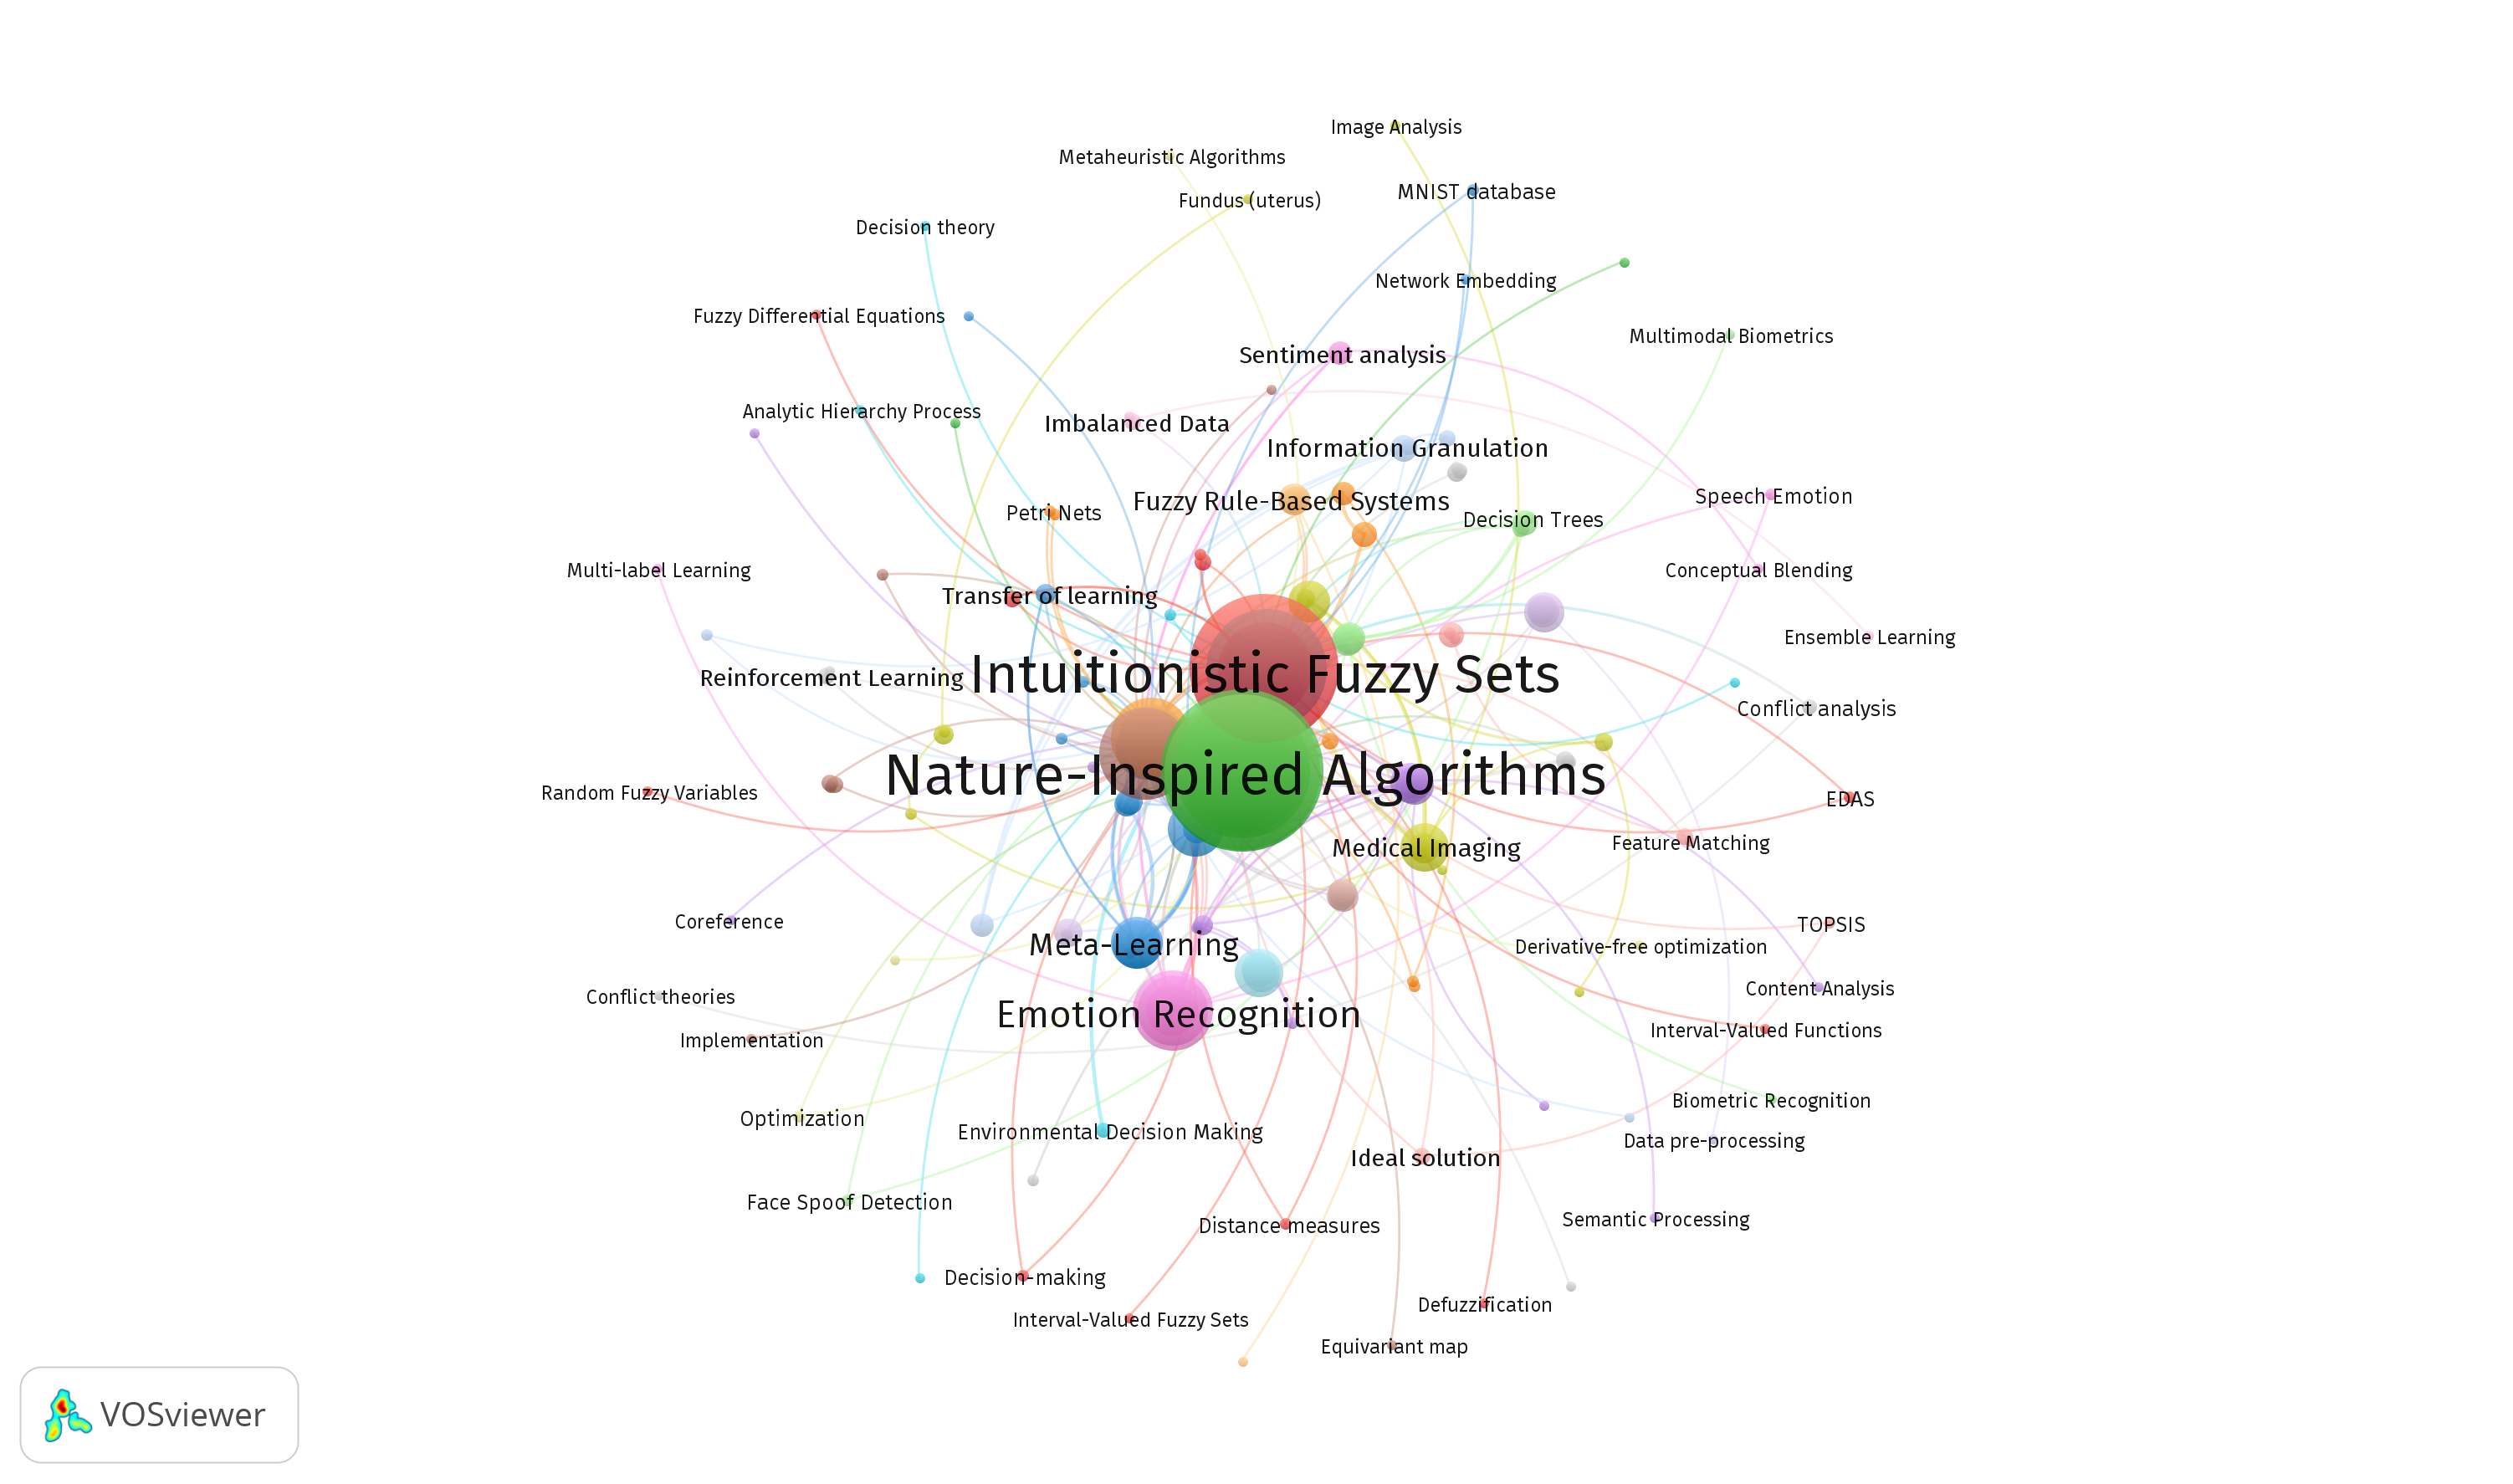 Image Analysis
Metaheuristic Algorithms
MNIST database
Fundus (uterus)
Decision theory
Network Embedding
Fuzzy Differential Equations
Multimodal Biometrics
Sentiment analysis
Analytic Hierarchy Process
Imbalanced Data
Information Granulation
Speech Emotion
Fuzzy Rule-Based Systems
Petri Nets
Decision Trees
Multi-label Learning
Conceptual Blending
Transfer of learning
Ensemble Learning
Reinforcement Learning
Intuitionistic Fuzzy Sets
Conflict analysis
Nature-Inspired Algorithms
Random Fuzzy Variables
EDAS
Feature Matching
Medical Imaging
Coreference
TOPSIS
Meta-Learning
Derivative-free optimization
Content Analysis
Conflict theories
Emotion Recognition
Interval-Valued Functions
Implementation
Biometric Recognition
Optimization
Environmental Decision Making
Data pre-processing
Ideal solution
Face Spoof Detection
Semantic Processing
Distance measures
Decision-making
Defuzzification
Interval-Valued Fuzzy Sets
Equivariant map
VOSviewer